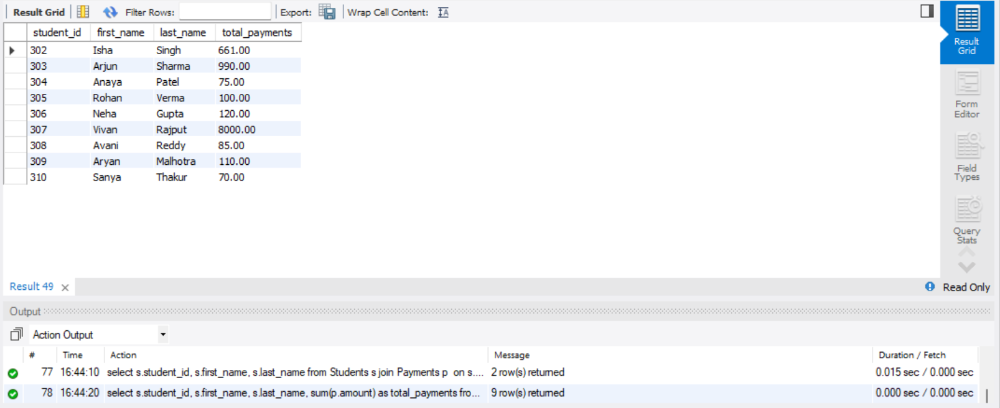 Result Grid Filter Rows: Export: Wrap Cell Content: IA
student_id first_name last_name total_payments
302 Isha Singh 661.00
303 Arjun Sharma 990.00
304 Anaya Patel 75.00
305 Rohan Verma 100.00
306 Neha Gupta 120.00
307 Vivan Rajput 8000.00
308 Avani Reddy 85.00
309 Aryan Malhotra 110.00
310 Sanya Thakur 70.00
Result
Grid
Form
Editor
Field
Types
Query
Stats
Result 49 Read Only
Output
Action Output
# Time Action Message Duration / Fetch
77 16:44:10 select s.student_id, s.first_name, s.last_name from Students s join Payments p on s.... 2 row(s) returned 0.015 sec / 0.000 sec
78 16:44:20 select s.student_id, s.first_name, s.last_name, sum(p.amount) as total_payments fro... 9 row(s) returned 0.000 sec / 0.000 sec